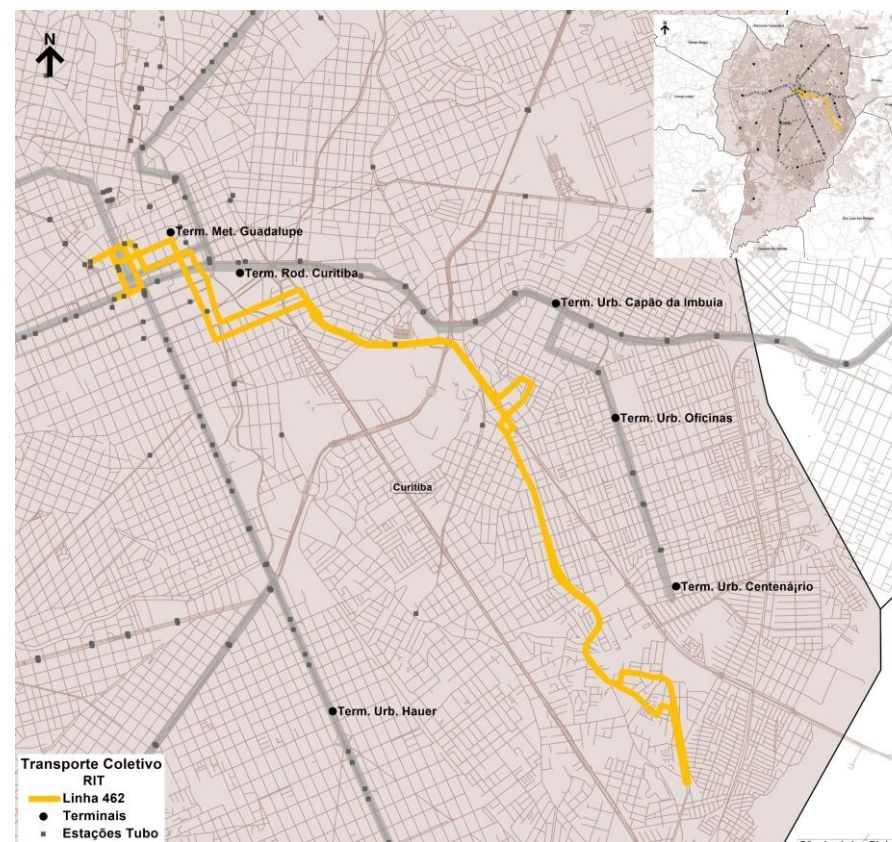 N
Term. Met. Guadalupe
Term. Rod. Curitiba
Term. Urb. Capão da Imbuia
Term. Urb. Oficinas
Curitiba
Term. Urb. Centená¡rio
Term. Urb. Hauer
Transporte Coletivo
RIT
Linha 462
Terminais
Estações Tubo